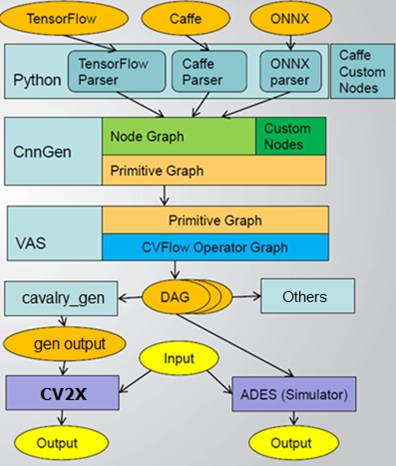 TensorFlow
Caffe
ONNX
Python
TensorFlow
Parser
Caffe
Parser
ONNX
parser
Caffe
Custom
Nodes
CnnGen
Node Graph
Custom
Nodes
Primitive Graph
VAS
Primitive Graph
CVFlow Operator Graph
cavalry_gen
DAG
Others
gen output
Input
CV2X
ADES (Simulator)
Output
Output